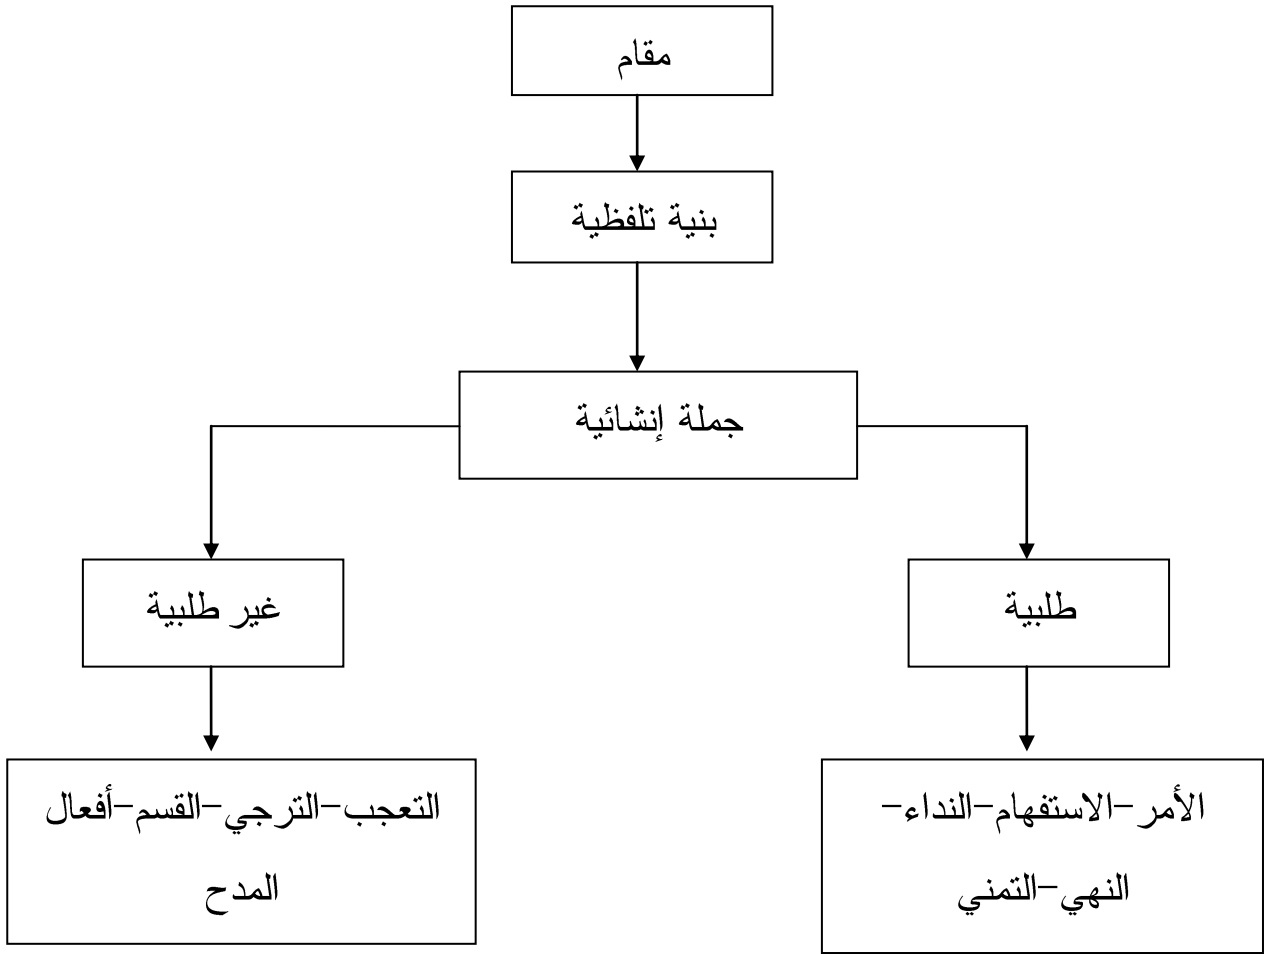 مقام
بنية تلفظية
جملة إنشائية
طلبية
غير طلبية
الأمر-الاستفهام-النداء-
النهي-التمني
التعجب-الترجي-القسم-أفعال
المدح